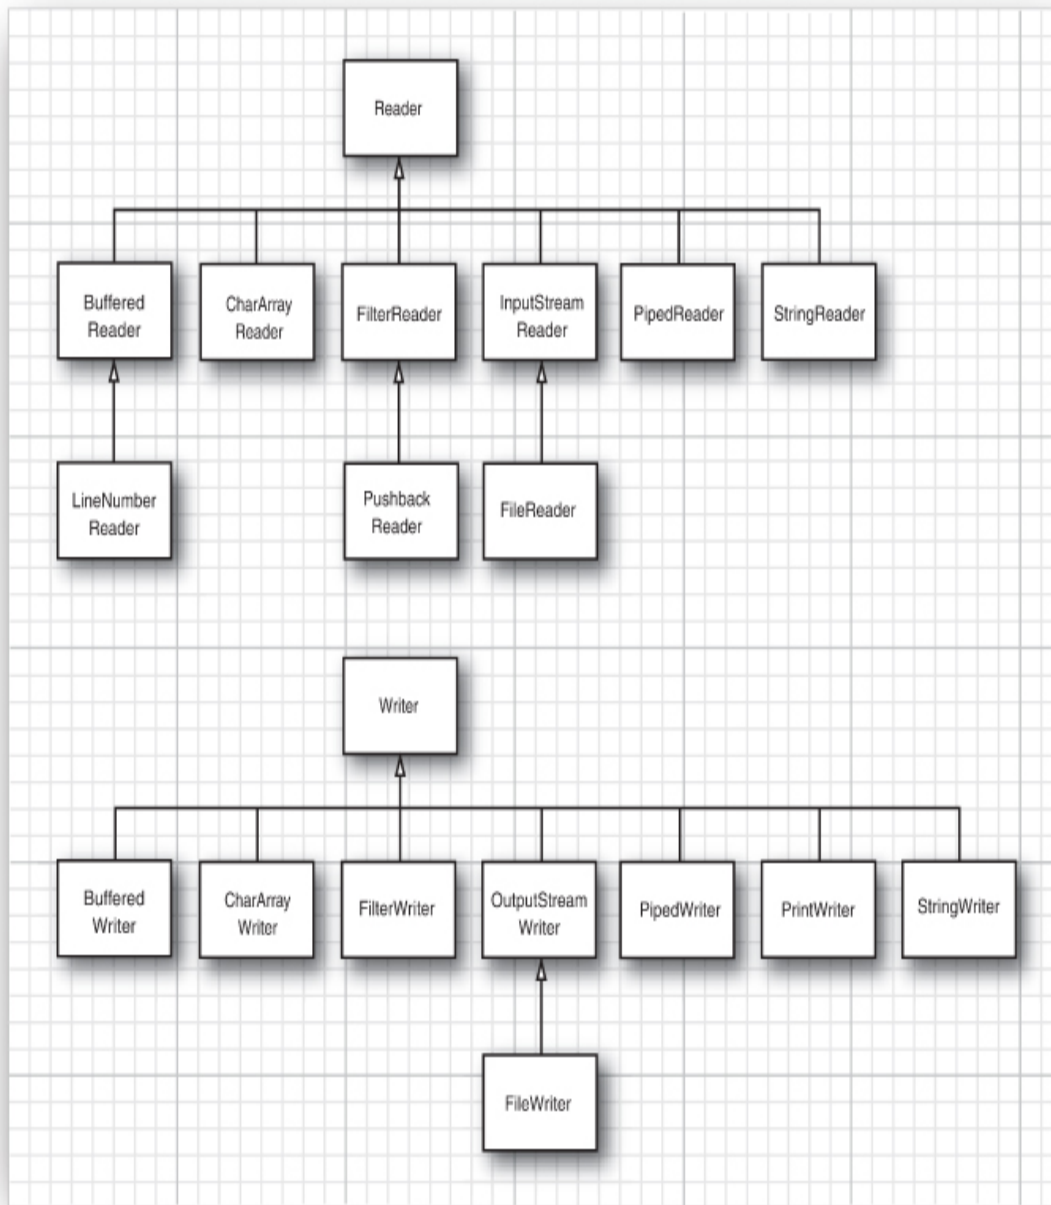 Reader
Buffered
Reader
CharArray
Reader
FilterReader
InputStream
Reader
PipedReader
StringReader
LineNumber
Reader
Pushback
Reader
FileReader
Writer
Buffered
Writer
CharArray
Writer
FilterWriter
OutputStream
Writer
PipedWriter
PrintWriter
StringWriter
FileWriter